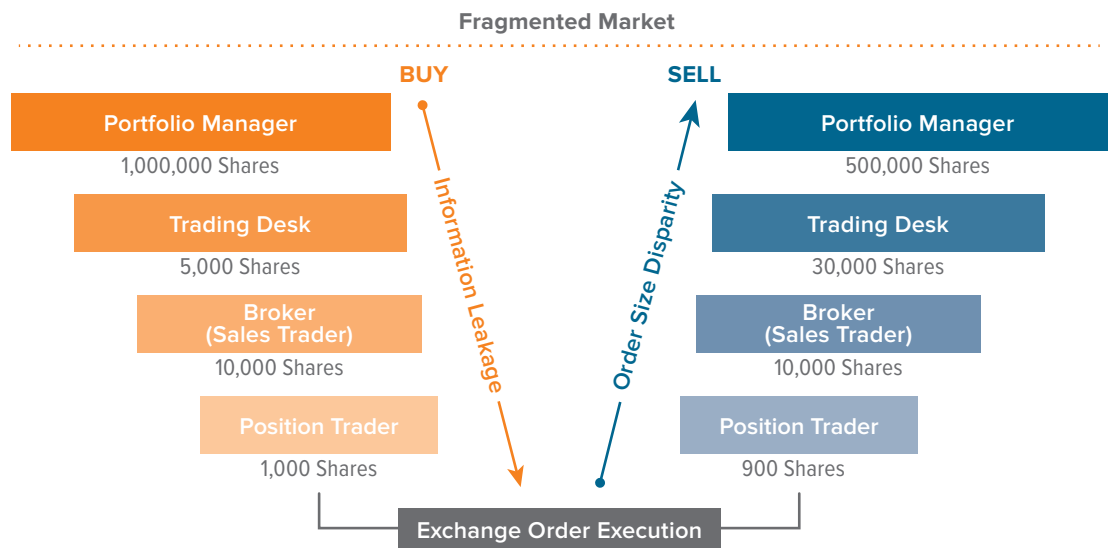 Fragmented Market
BUY
SELL
Portfolio Manager
1,000,000 Shares
Trading Desk
5,000 Shares
Broker
(Sales Trader)
10,000 Shares
Position Trader
1,000 Shares
Information Leakage
Order Size Disparity
Portfolio Manager
500,000 Shares
Trading Desk
30,000 Shares
Broker
(Sales Trader)
10,000 Shares
Position Trader
900 Shares
Exchange Order Execution